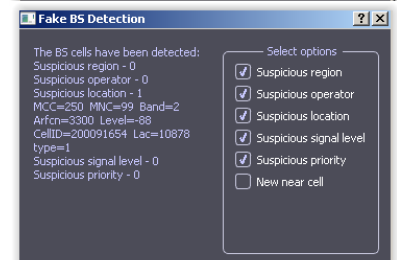 Fake BS Detection
The BS cells have been detected:
Suspicious region - 0
Suspicious operator - 0
Suspicious location - 1
MCC=250 MNC=99 Band=2
Arfcn=3300 Level=-88
CellID=200091654 Lac=10878
type=1
Suspicious signal level - 0
Suspicious priority - 0
Select options
Suspicious region
Suspicious operator
Suspicious location
Suspicious signal level
Suspicious priority
New near cell